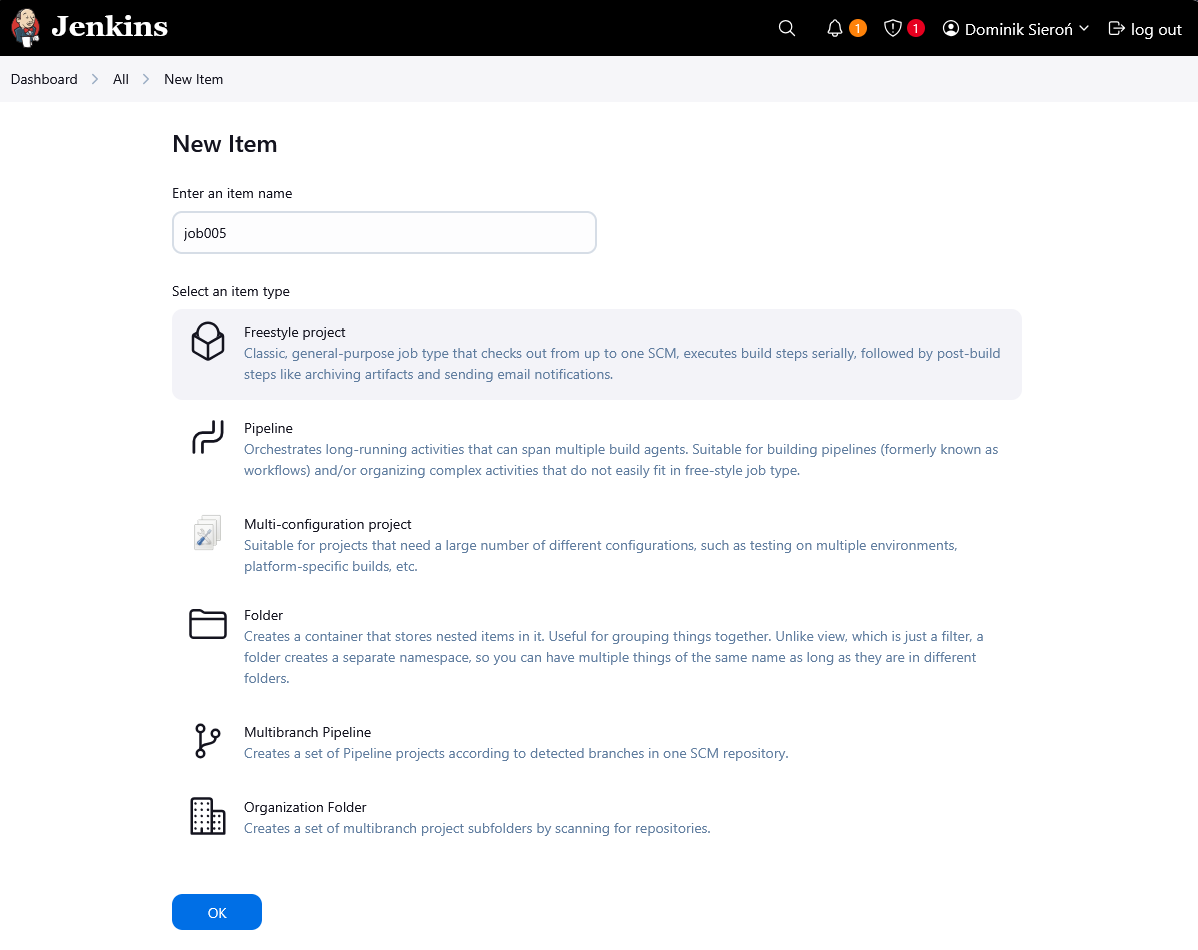 Jenkins
1
1
Dominik Sieroń
log out
Dashboard
All
New Item
New Item
Enter an item name
job005
Select an item type
Freestyle project
Classic, general-purpose job type that checks out from up to one SCM, executes build steps serially, followed by post-build
steps like archiving artifacts and sending email notifications.
Pipeline
Orchestrates long-running activities that can span multiple build agents. Suitable for building pipelines (formerly known as
workflows) and/or organizing complex activities that do not easily fit in free-style job type.
Multi-configuration project
Suitable for projects that need a large number of different configurations, such as testing on multiple environments,
platform-specific builds, etc.
Folder
Creates a container that stores nested items in it. Useful for grouping things together. Unlike view, which is just a filter, a
folder creates a separate namespace, so you can have multiple things of the same name as long as they are in different
folders.
Multibranch Pipeline
Creates a set of Pipeline projects according to detected branches in one SCM repository.
Organization Folder
Creates a set of multibranch project subfolders by scanning for repositories.
OK